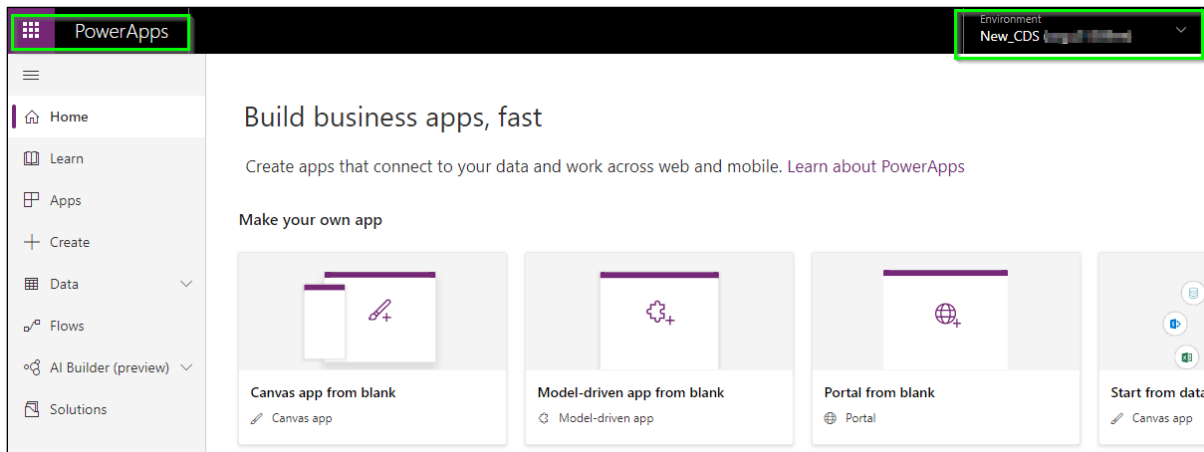 PowerApps
Environment
New_CDS (
Home
Learn
Apps
Create
Data
Flows
AI Builder (preview)
Solutions
Build business apps, fast
Create apps that connect to your data and work across web and mobile. Learn about PowerApps
Make your own app
Canvas app from blank
Canvas app
Model-driven app from blank
Model-driven app
Portal from blank
Portal
Start from data
Canvas app